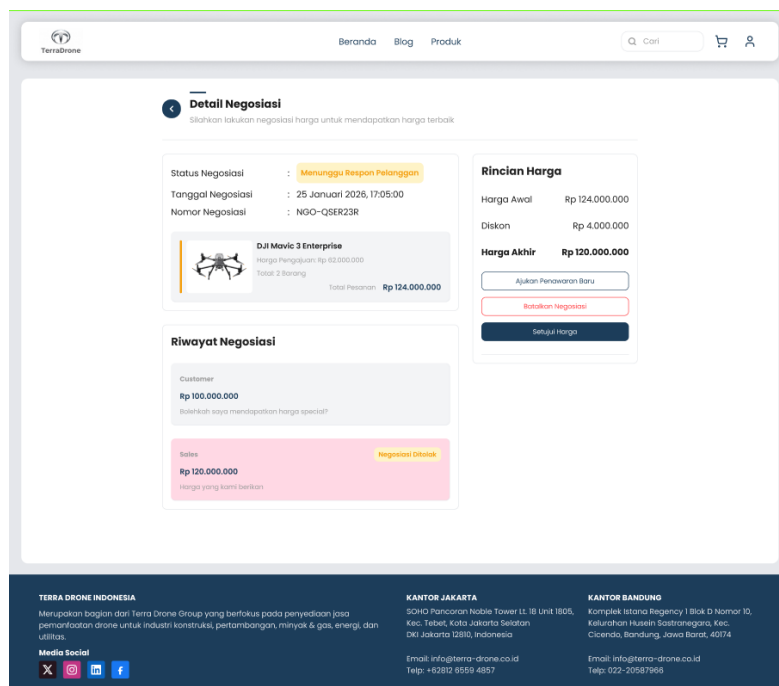 TerraDrone
Beranda Blog Produk
Cari
Detail Negosiasi
Silahkan lakukan negosiasi harga untuk mendapatkan harga terbaik
Status Negosiasi : Menunggu Respon Pelanggan
Tanggal Negosiasi : 25 Januari 2026, 17:05:00
Nomor Negosiasi : NGO-QSER23R
DJI Mavic 3 Enterprise
Harga Pengajuan: Rp 62.000.000
Total: 2 Barang
Total Pesanan Rp 124.000.000
Rincian Harga
Harga Awal Rp 124.000.000
Diskon Rp 4.000.000
Harga Akhir Rp 120.000.000
Ajukan Penawaran Baru
Batalkan Negosiasi
Setujui Harga
Riwayat Negosiasi
Customer
Rp 100.000.000
Bolehkah saya mendapatkan harga special?
Sales Negosiasi Ditolak
Rp 120.000.000
Harga yang kami berikan
TERRA DRONE INDONESIA
Merupakan bagian dari Terra Drone Group yang berfokus pada penyediaan jasa
pemanfaatan drone untuk industri konstruksi, pertambangan, minyak & gas, energi, dan
utilitas.
Media Social
KANTOR JAKARTA
SOHO Pancoran Noble Tower Lt. 18 Unit 1805,
Kec. Tebet, Kota Jakarta Selatan
DKI Jakarta 12810, Indonesia
Email: info@terra-drone.co.id
Telp: +62812 6559 4857
KANTOR BANDUNG
Komplek Istana Regency 1 Blok D Nomor 10,
Kelurahan Husein Sastranegara, Kec.
Cicendo, Bandung, Jawa Barat, 40174
Email: info@terra-drone.co.id
Telp: 022-20587966